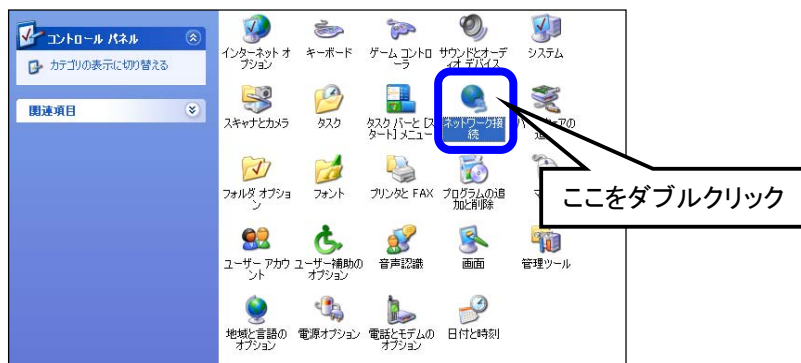 コントロール パネル
カテゴリの表示に切り替える
関連項目
インターネット オ
プション
キーボード
ゲーム コントロ
ーラ
サウンドとオーデ
ィオ デバイス
システム
スキャナとカメラ
タスク
タスク バーと [ス
タート] メニュー
ネットワーク接
続
フォルダ オプショ
ン
フォント
プリンタと FAX
プログラムの追
加と削除
ここをダブルクリック
ユーザー アカウ
ント
ユーザー補助の
オプション
音声認識
画面
管理ツール
地域と言語の
オプション
電源オプション
電話とモデムの
オプション
日付と時刻